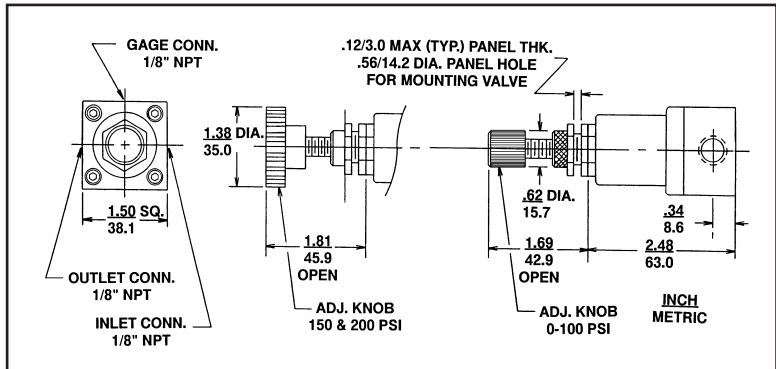 GAGE CONN.
1/8" NPT
.12/3.0 MAX (TYP.) PANEL THK.
.56/14.2 DIA. PANEL HOLE
FOR MOUNTING VALVE
1.38 DIA.
35.0
1.50 SQ.
38.1
1.81
45.9
OPEN
.62 DIA.
15.7
.34
8.6
1.69
42.9
OPEN
2.48
63.0
OUTLET CONN.
1/8" NPT
INLET CONN.
1/8" NPT
ADJ. KNOB
150 & 200 PSI
ADJ. KNOB
0-100 PSI
INCH
METRIC